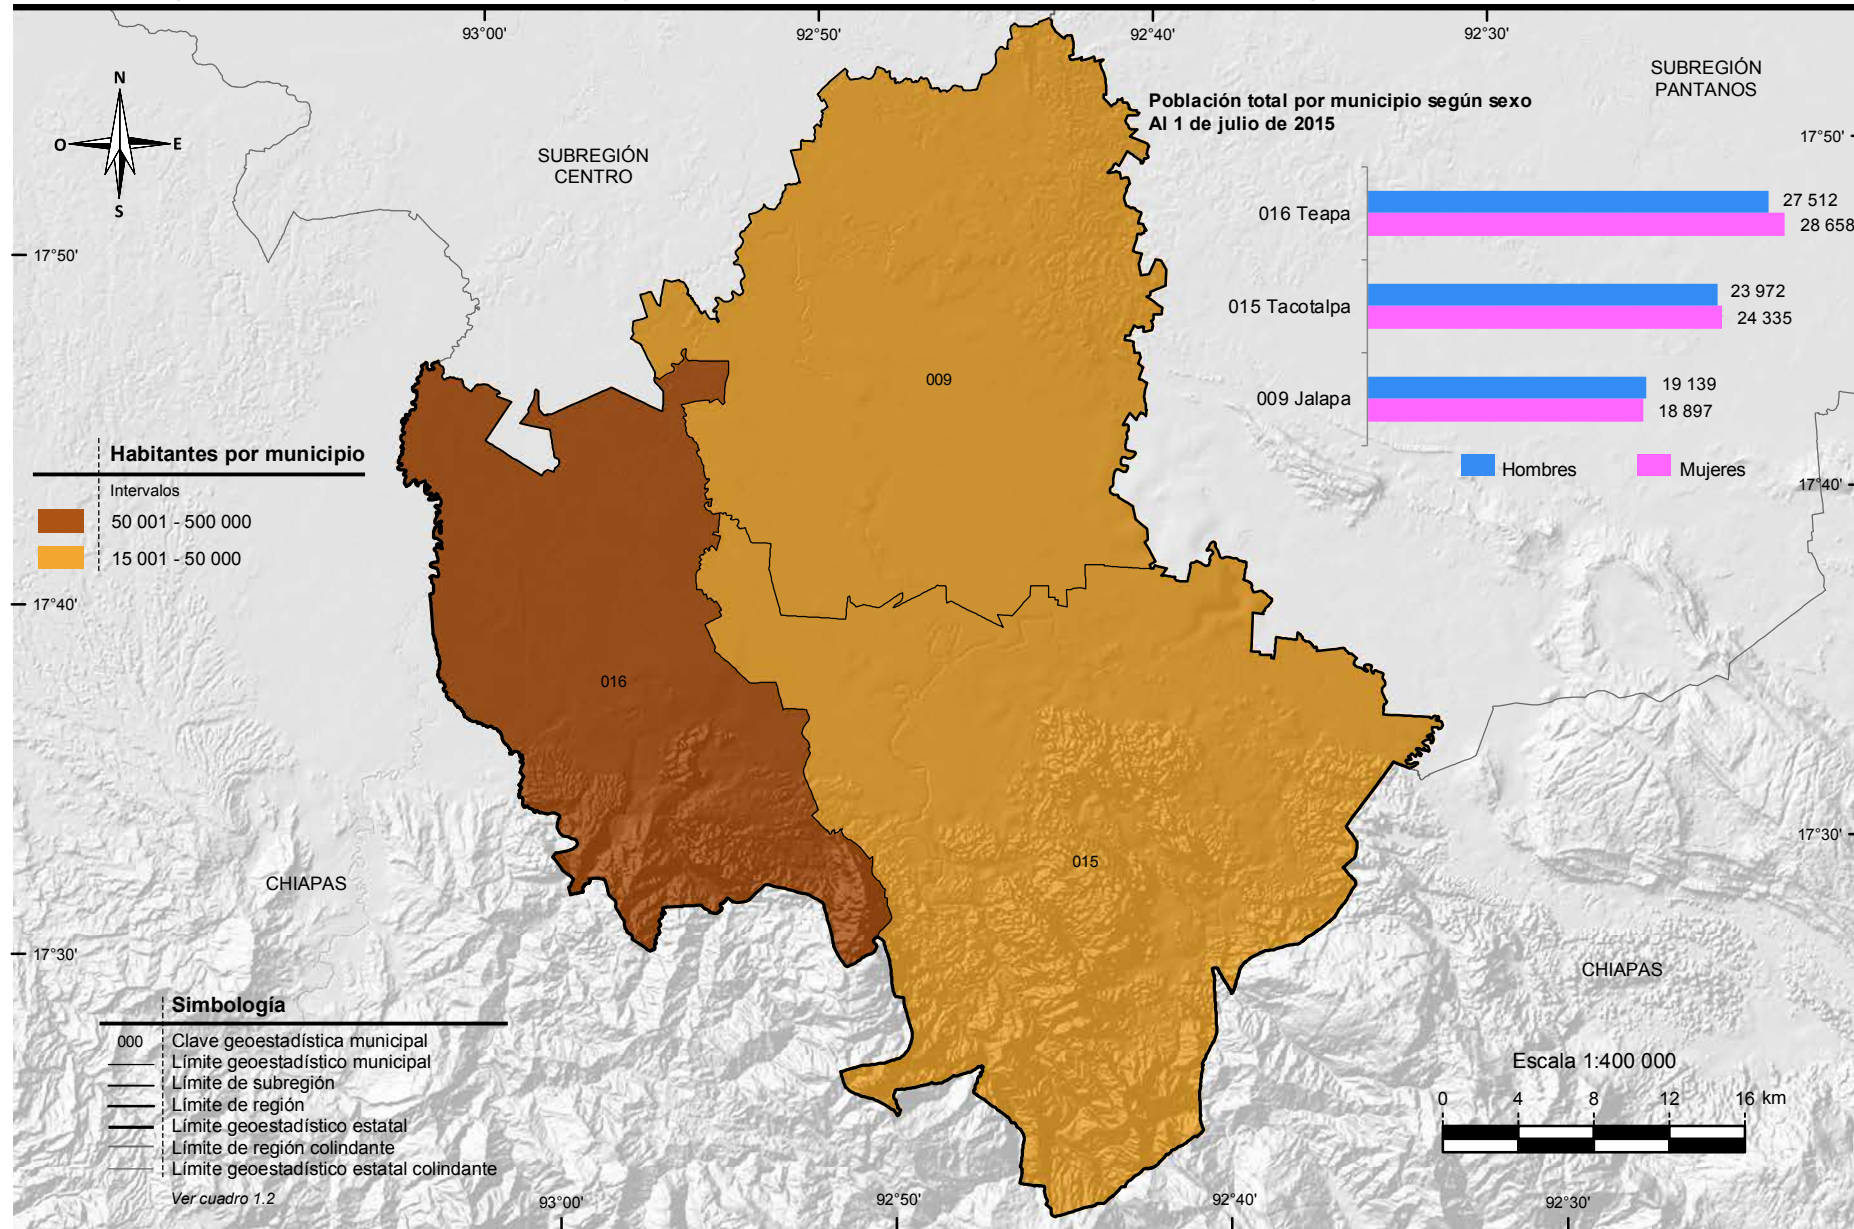 93°00'
92°50'
92°40'
92°30'
N
O
E
S
SUBREGIÓN
CENTRO
SUBREGIÓN
PANTANOS
Población total por municipio según sexo
Al 1 de julio de 2015
17°50'
17°50'
016 Teapa
27 512
28 658
015 Tacotalpa
23 972
24 335
009 Jalapa
19 139
18 897
Hombres
Mujeres
009
Habitantes por municipio
Intervalos
50 001 - 500 000
15 001 - 50 000
17°40'
17°40'
016
015
17°30'
17°30'
CHIAPAS
CHIAPAS
Simbología
000 Clave geoestadística municipal
Límite geoestadístico municipal
Límite de subregión
Límite de región
Límite geoestadístico estatal
Límite de región colindante
Límite geoestadístico estatal colindante
Ver cuadro 1.2
Escala 1:400 000
0 4 8 12 16 km
93°00'
92°50'
92°40'
92°30'